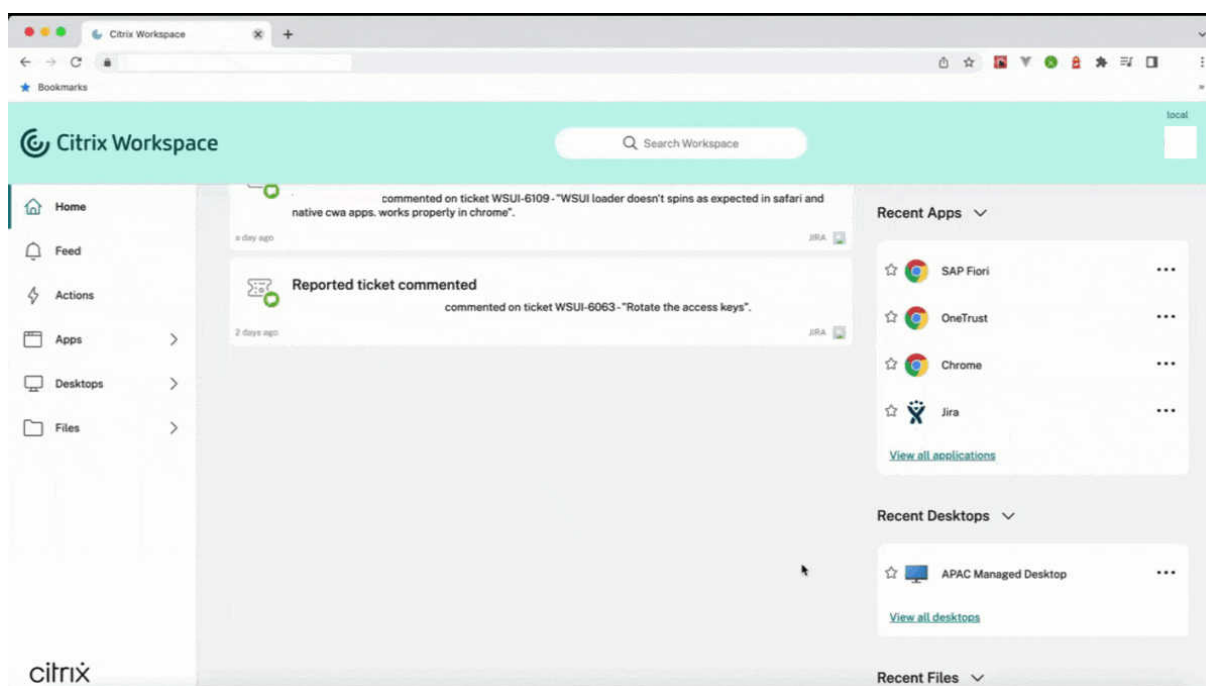 Citrix Workspace
Bookmarks
local
Citrix Workspace
Search Workspace
Home
Feed
Actions
Apps
Desktops
Files
citrix
commented on ticket WSUI-6109 - "WSUI loader doesn't spins as expected in safari and
native cwa apps. works properly in chrome".
a day ago
JIRA
Reported ticket commented
commented on ticket WSUI-6063 - "Rotate the access keys".
2 days ago
JIRA
Recent Apps
SAP Fiori
OneTrust
Chrome
Jira
View all applications
Recent Desktops
APAC Managed Desktop
View all desktops
Recent Files